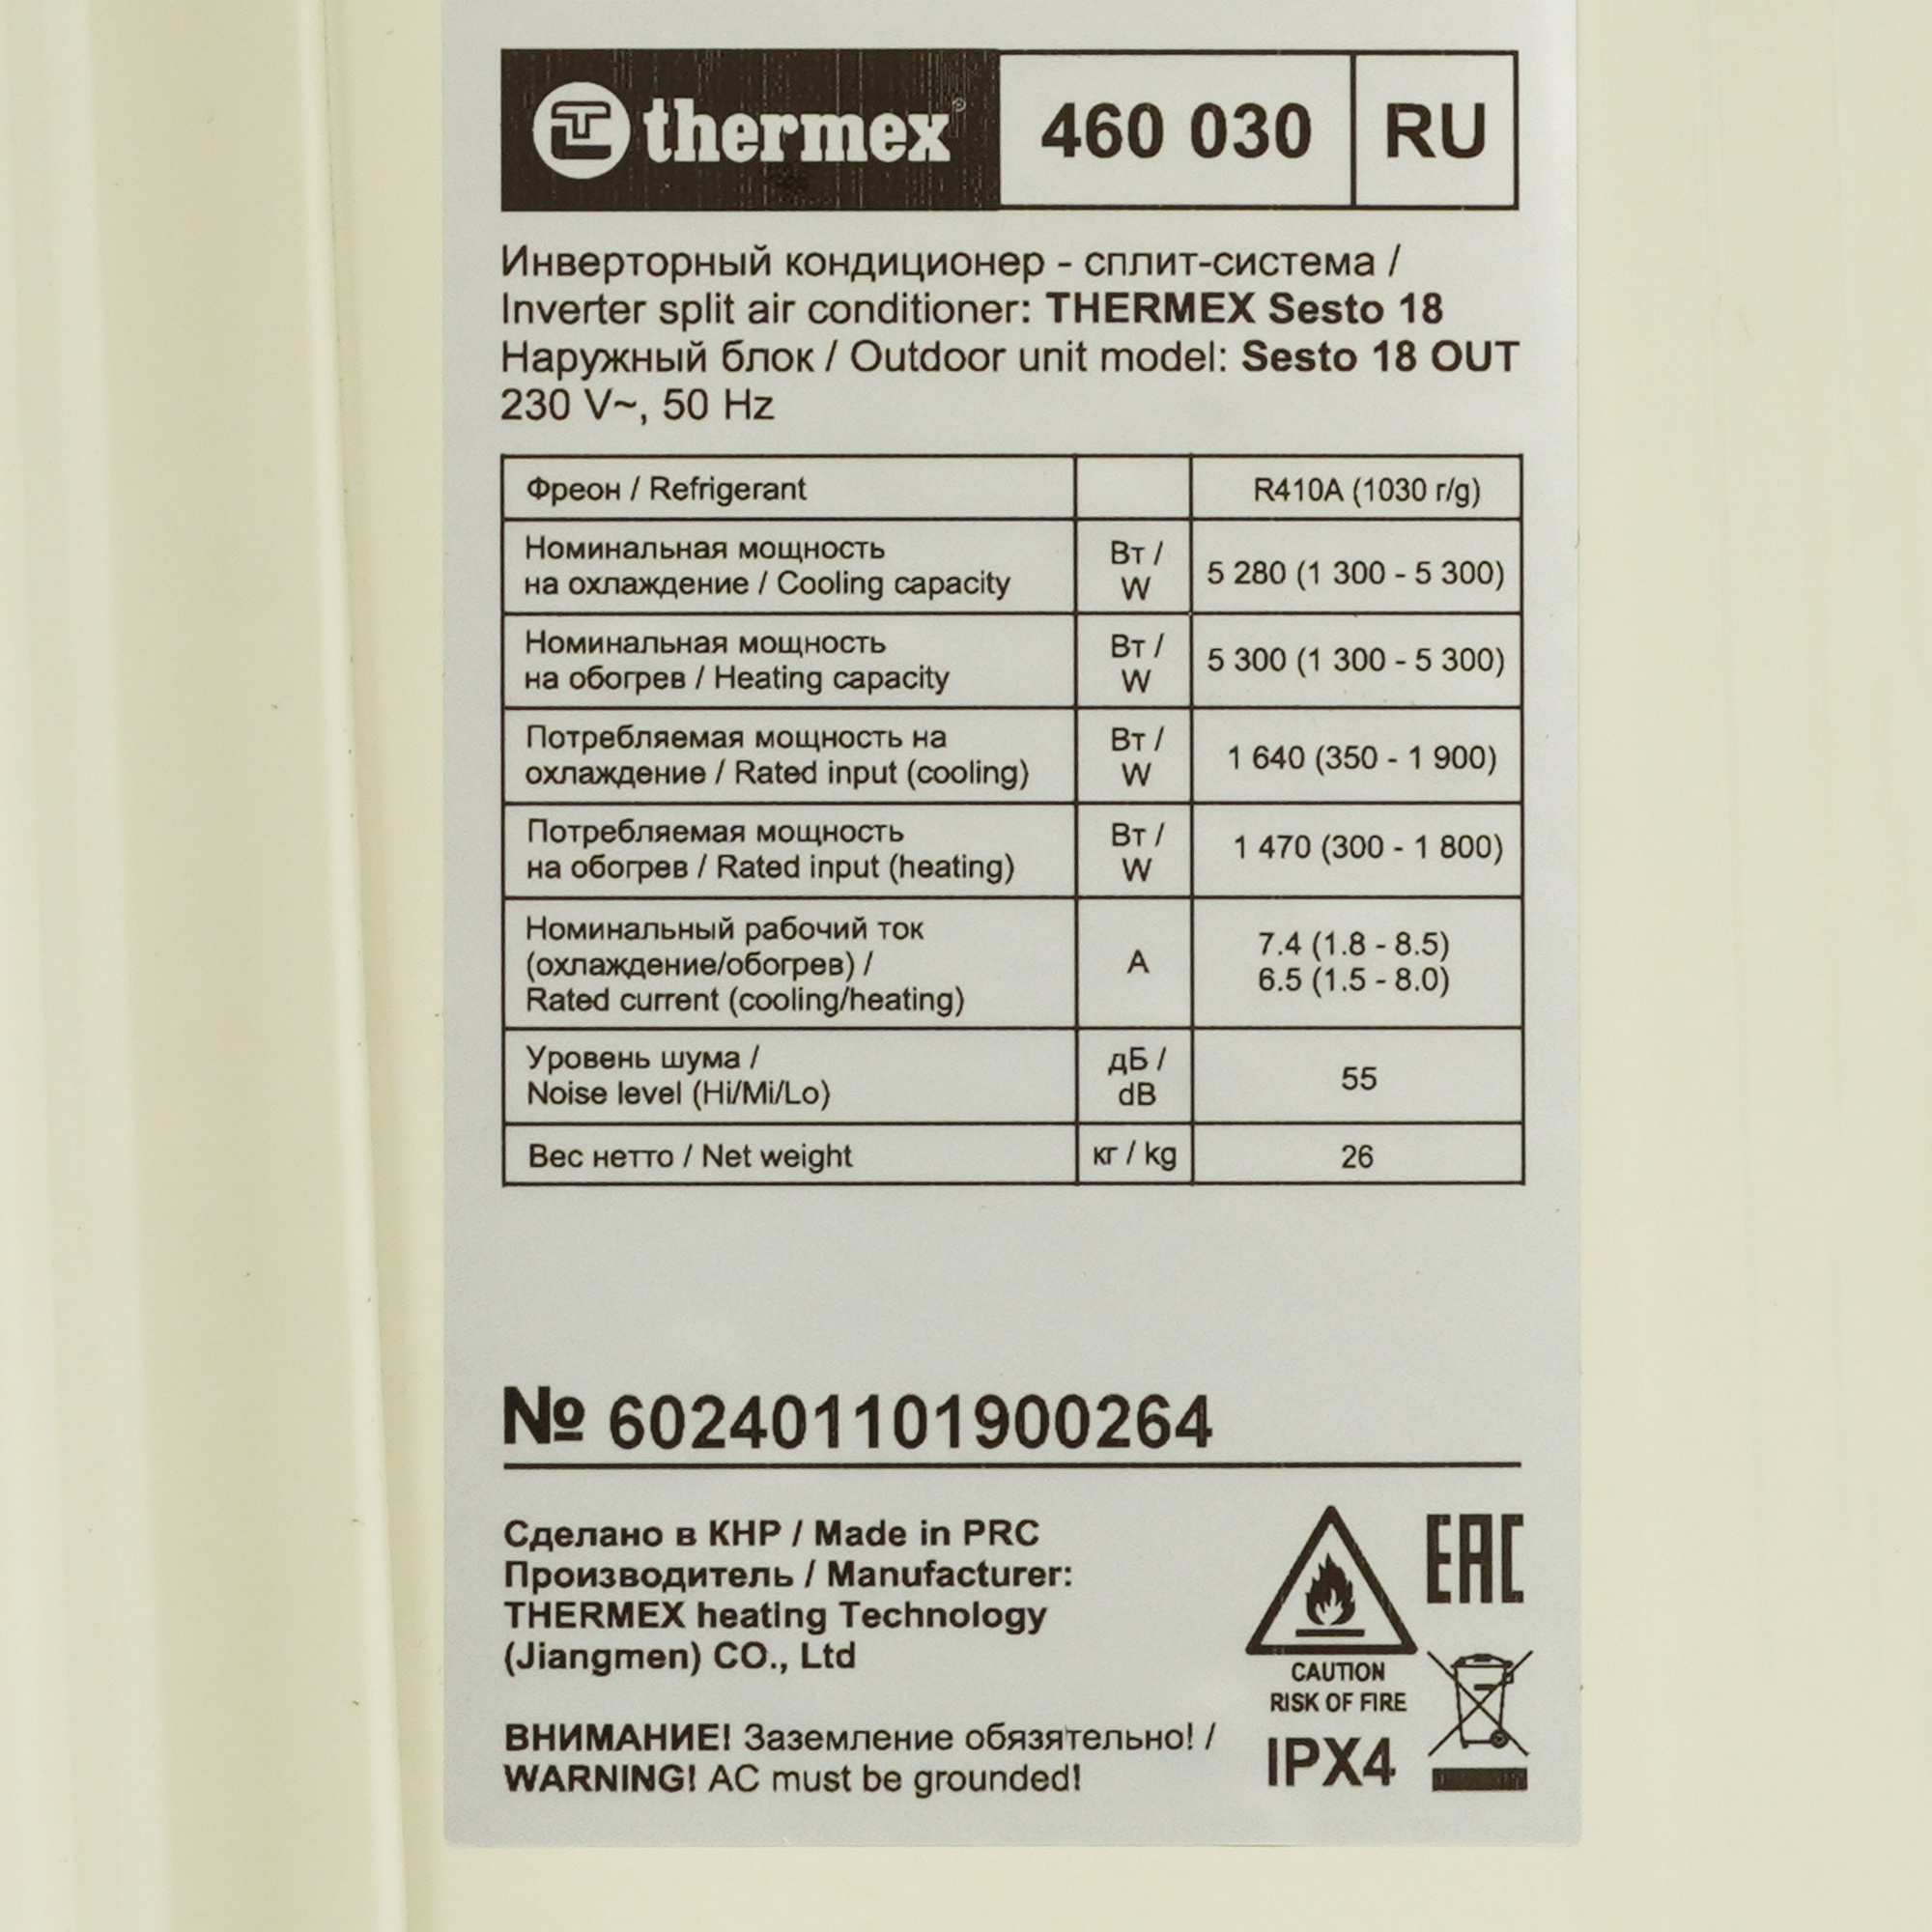 thermex® 460 030 RU
Инверторный кондиционер - сплит-система /
Inverter split air conditioner: THERMEX Sesto 18
Наружный блок / Outdoor unit model: Sesto 18 OUT
230 V~, 50 Hz
Фреон / Refrigerant R410A (1030 г/g)
Номинальная мощность
на охлаждение / Cooling capacity
Вт /
W
5 280 (1 300 - 5 300)
Номинальная мощность
на обогрев / Heating capacity
Вт /
W
5 300 (1 300 - 5 300)
Потребляемая мощность на
охлаждение / Rated input (cooling)
Вт /
W
1 640 (350 - 1 900)
Потребляемая мощность
на обогрев / Rated input (heating)
Вт /
W
1 470 (300 - 1 800)
Номинальный рабочий ток
(охлаждение/обогрев) /
Rated current (cooling/heating)
A
7.4 (1.8 - 8.5)
6.5 (1.5 - 8.0)
Уровень шума /
Noise level (Hi/Mi/Lo)
дБ /
dB
55
Вес нетто / Net weight кг / kg 26
№ 602401101900264
Сделано в КНР / Made in PRC
Производитель / Manufacturer:
THERMEX heating Technology
(Jiangmen) CO., Ltd
ВНИМАНИЕ! Заземление обязятельно! /
WARNING! AC must be grounded!
EAC
CAUTION
RISK OF FIRE
IPX4